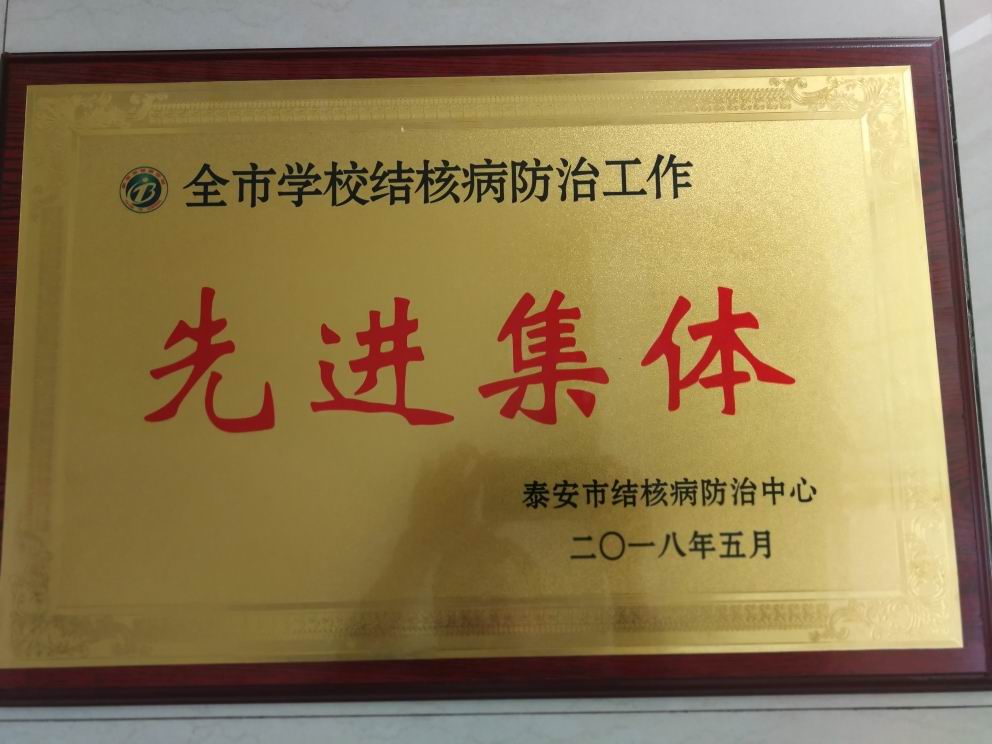 全市学校结核病防治工作
先进集体
泰安市结核病防治中心
二〇一八年五月